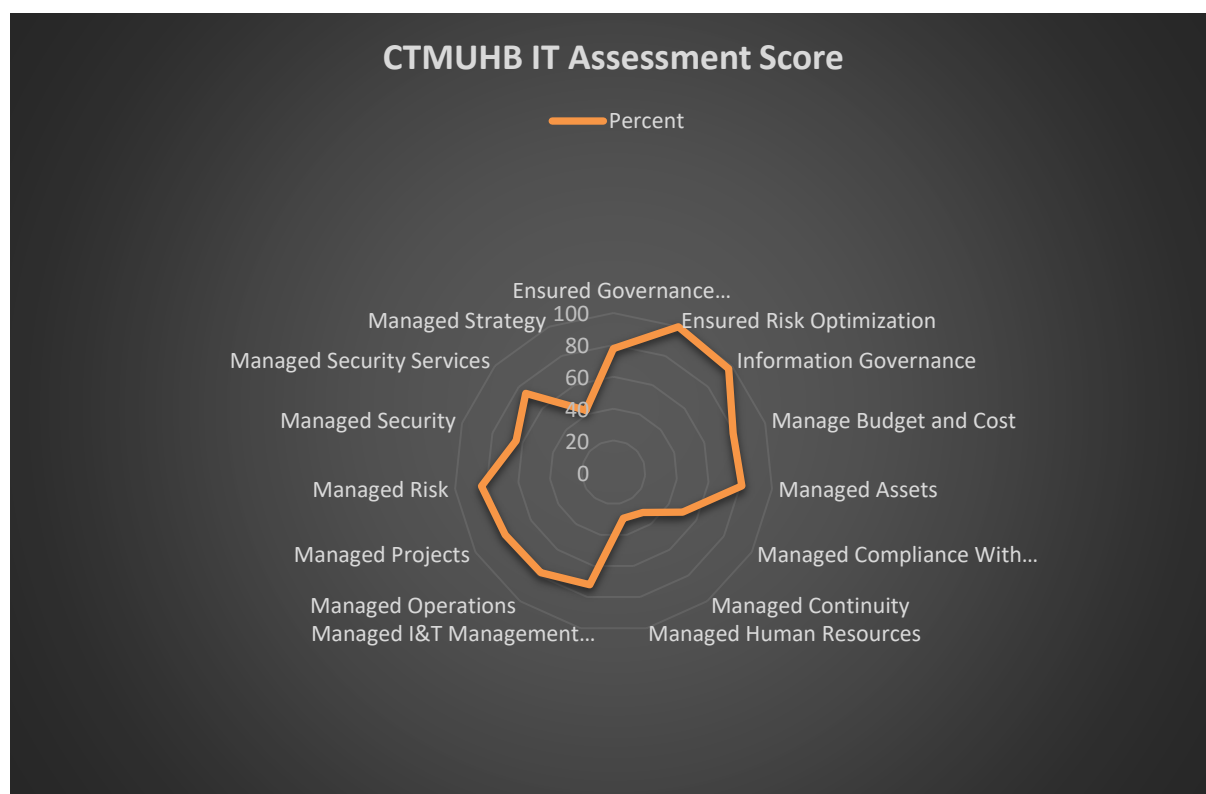 CTMUHB IT Assessment Score
Percent
Ensured Governance...
100
Ensured Risk Optimization
Managed Strategy
80
Information Governance
Managed Security Services
60
40
Manage Budget and Cost
Managed Security
20
0
Managed Assets
Managed Risk
Managed Compliance With...
Managed Projects
Managed Continuity
Managed Operations
Managed Human Resources
Managed I&T Management...